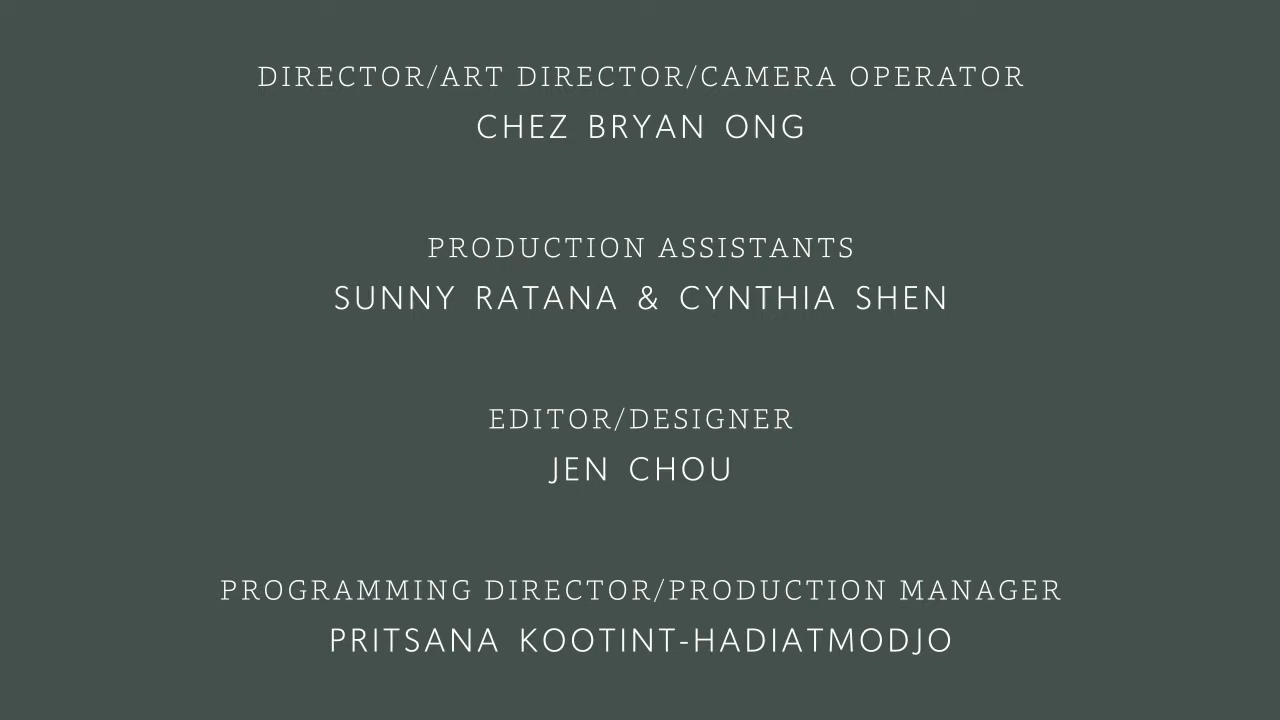 DIRECTOR/ART DIRECTOR/CAMERA OPERATOR
CHEZ BRYAN ONG
PRODUCTION ASSISTANTS
SUNNY RATANA & CYNTHIA SHEN
EDITOR/DESIGNER
JEN CHOU
PROGRAMMING DIRECTOR/PRODUCTION MANAGER
PRITSANA KOOTINT-HADIATMODJO